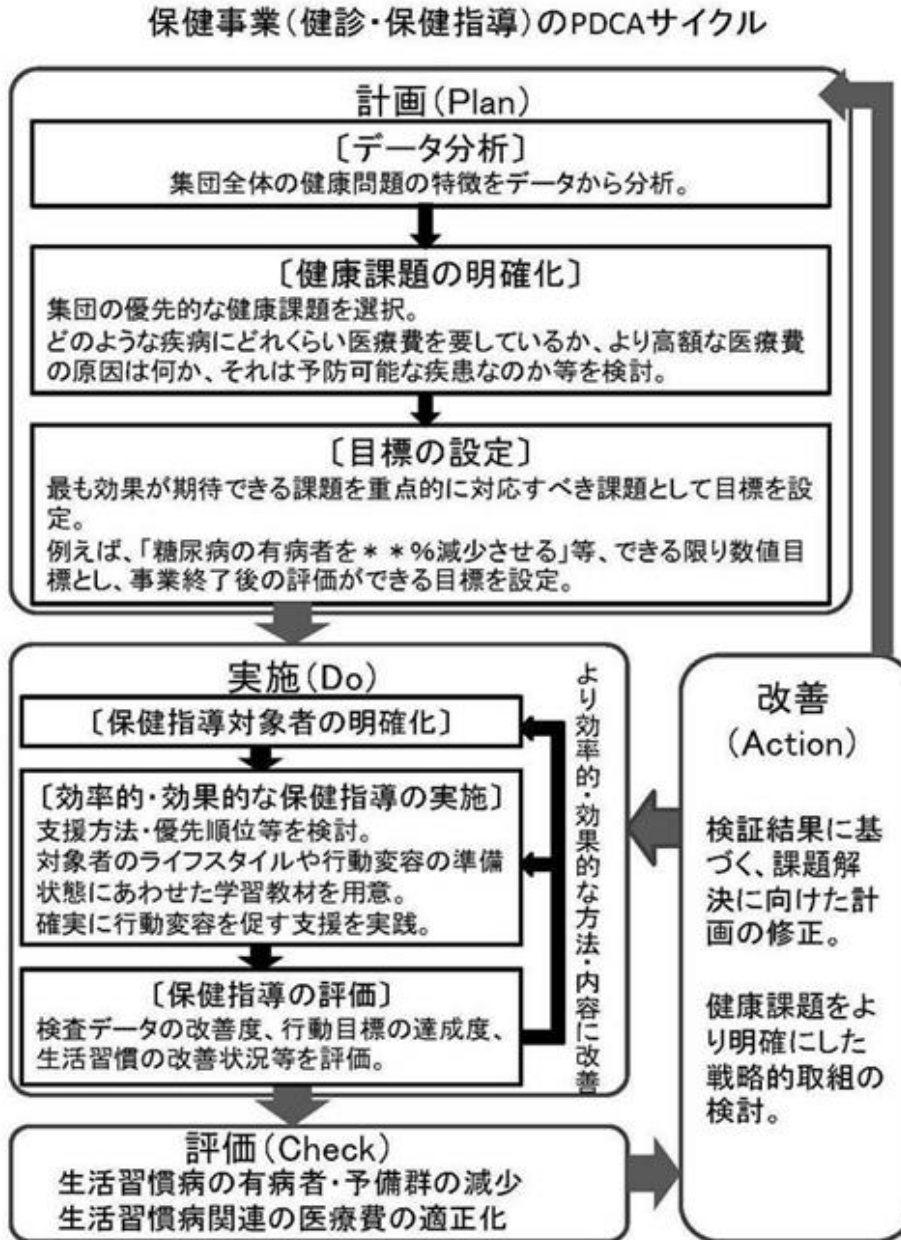 保健事業(健診・保健指導)のPDCAサイクル
計画(Plan)
〔データ分析〕
集団全体の健康問題の特徴をデータから分析。
〔健康課題の明確化〕
集団の優先的な健康課題を選択。
どのような疾病にどれくらい医療費を要しているか、より高額な医療費
の原因は何か、それは予防可能な疾患なのか等を検討。
〔目標の設定〕
最も効果が期待できる課題を重点的に対応すべき課題として目標を設
定。
例えば、「糖尿病の有病者を＊＊%減少させる」等、できる限り数値目
標とし、事業終了後の評価ができる目標を設定。
実施(Do)
〔保健指導対象者の明確化〕
〔効率的・効果的な保健指導の実施〕
支援方法・優先順位等を検討。
対象者のライフスタイルや行動変容の準備
状態にあわせた学習教材を用意。
確実に行動変容を促す支援を実践。
〔保健指導の評価〕
検査データの改善度、行動目標の達成度、
生活習慣の改善状況等を評価。
より効率的・効果的な方法・内容に改善
評価(Check)
生活習慣病の有病者・予備群の減少
生活習慣病関連の医療費の適正化
改善
(Action)
検証結果に基
づく、課題解
決に向けた計
画の修正。
健康課題をよ
り明確にした
戦略的取組の
検討。